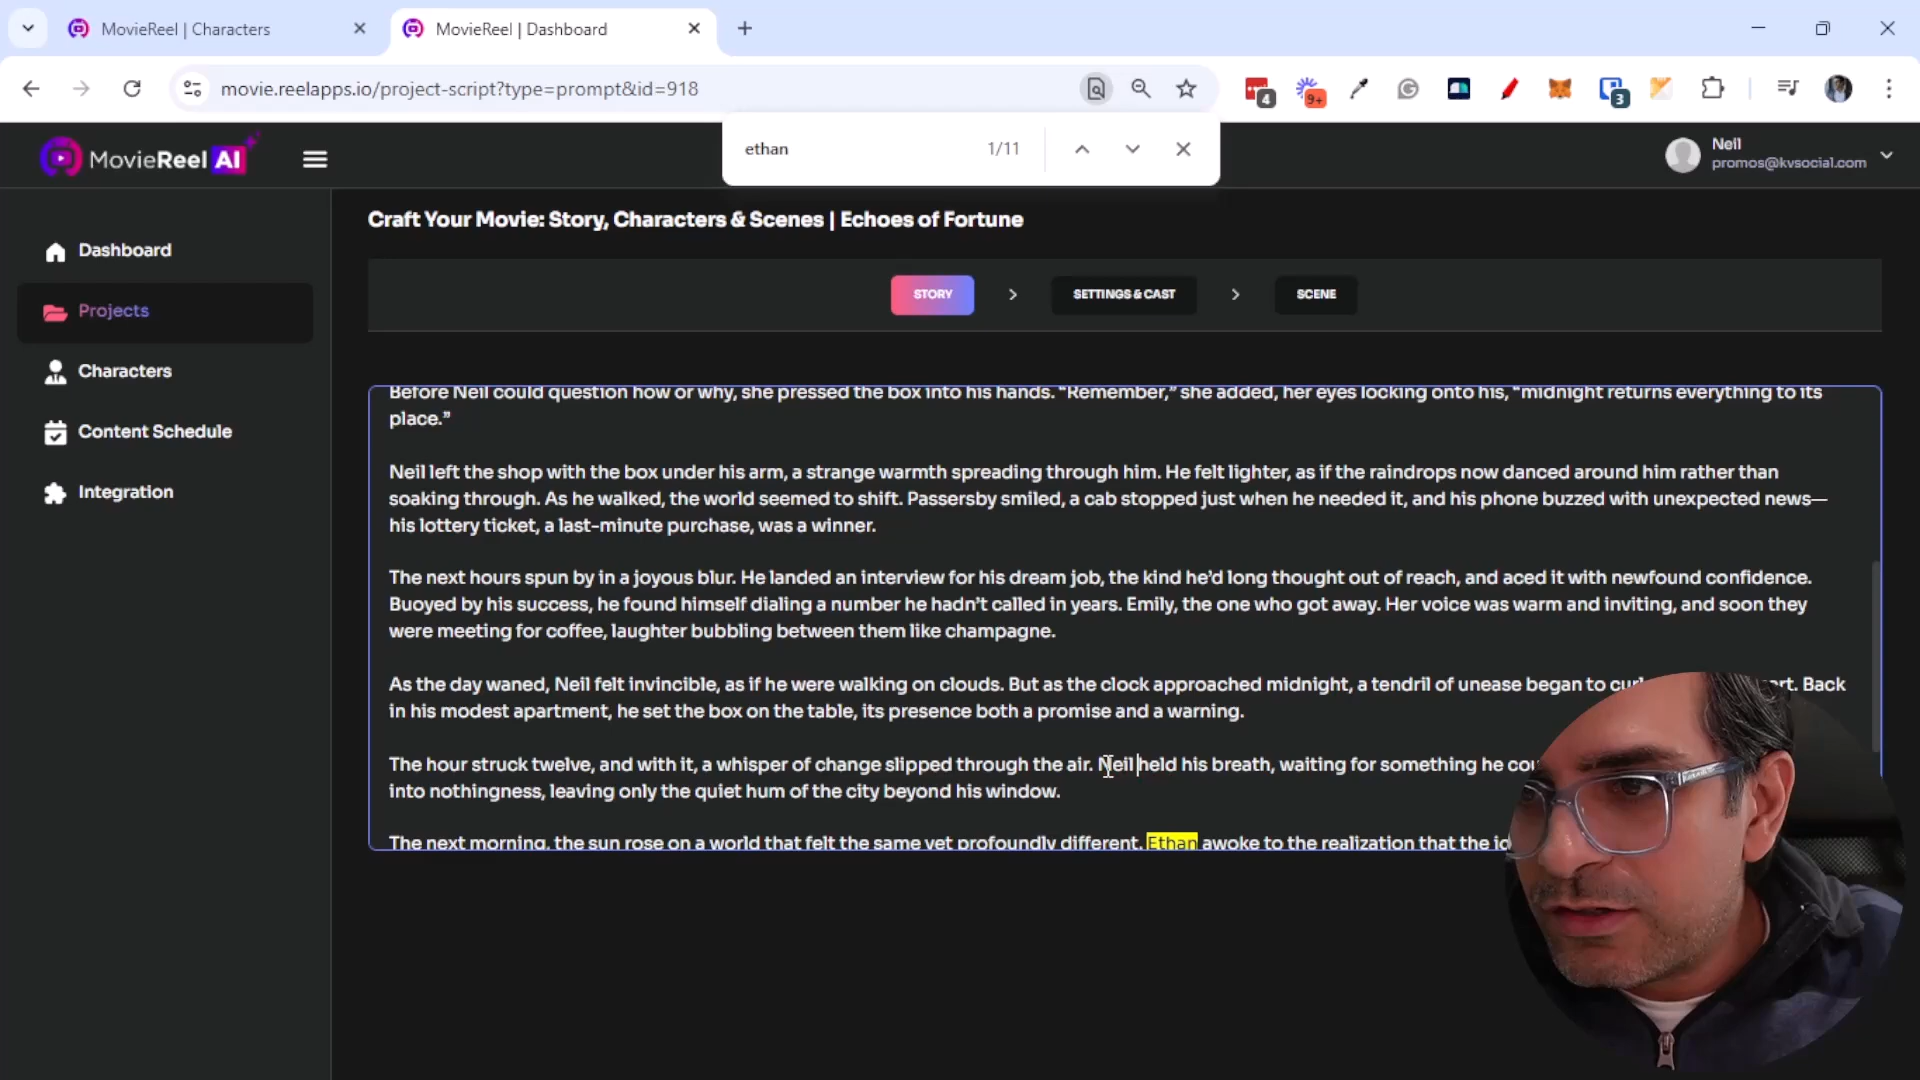 MovieReel | Characters
MovieReel | Dashboard
movie.reelapps.io/project-script?type=prompt&id=918
4
9+
3
ethan
1/11
MovieReel AI
Neil
promos@kvsocial.com
Dashboard
Projects
Characters
Content Schedule
Integration
Craft Your Movie: Story, Characters & Scenes | Echoes of Fortune
STORY
SETTINGS & CAST
SCENE
Before Neil could question how or why, she pressed the box into his hands. “Remember,” she added, her eyes locking onto his, “midnight returns everything to its
place.”
Neil left the shop with the box under his arm, a strange warmth spreading through him. He felt lighter, as if the raindrops now danced around him rather than
soaking through. As he walked, the world seemed to shift. Passersby smiled, a cab stopped just when he needed it, and his phone buzzed with unexpected news—
his lottery ticket, a last-minute purchase, was a winner.
The next hours spun by in a joyous blur. He landed an interview for his dream job, the kind he’d long thought out of reach, and aced it with newfound confidence.
Buoyed by his success, he found himself dialing a number he hadn’t called in years. Emily, the one who got away. Her voice was warm and inviting, and soon they
were meeting for coffee, laughter bubbling between them like champagne.
As the day waned, Neil felt invincible, as if he were walking on clouds. But as the clock approached midnight, a tendril of unease began to Back
in his modest apartment, he set the box on the table, its presence both a promise and a warning.
The hour struck twelve, and with it, a whisper of change slipped through the air. Neil held his breath, waiting for something he
into nothingness, leaving only the quiet hum of the city beyond his window.
The next morning, the sun rose on a world that felt the same yet profoundly different. Ethan awoke to the realization that the